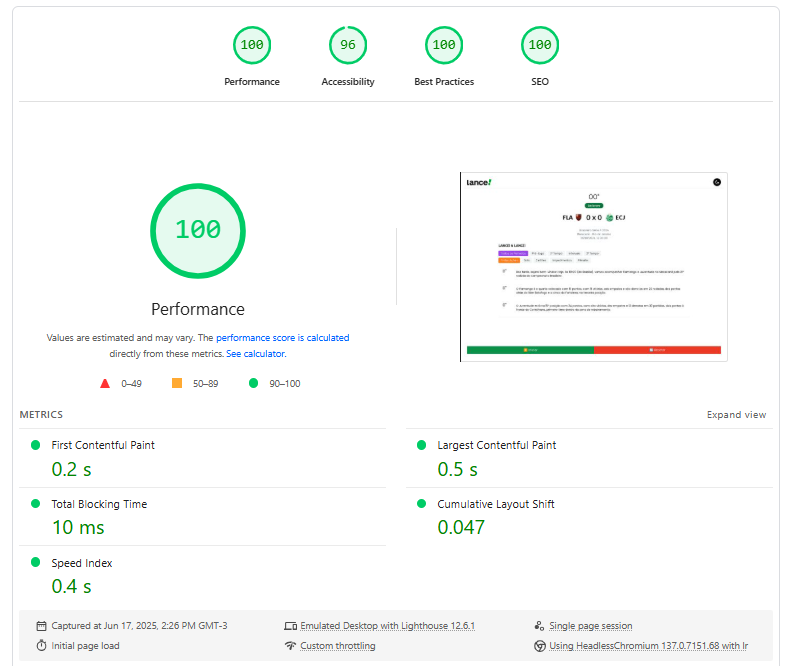 100
96
100
100
Performance
Accessibility
Best Practices
SEO
100
Performance
Values are estimated and may vary. The performance score is calculated
directly from these metrics. See calculator.
0–49
50–89
90–100
lance!
00'
FLA 0 x 0 ECJ
LANCE A LANCE
METRICS
Expand view
First Contentful Paint
0.2 s
Largest Contentful Paint
0.5 s
Total Blocking Time
10 ms
Cumulative Layout Shift
0.047
Speed Index
0.4 s
Captured at Jun 17, 2025, 2:26 PM GMT-3
Emulated Desktop with Lighthouse 12.6.1
Single page session
Initial page load
Custom throttling
Using HeadlessChromium 137.0.7151.68 with lr